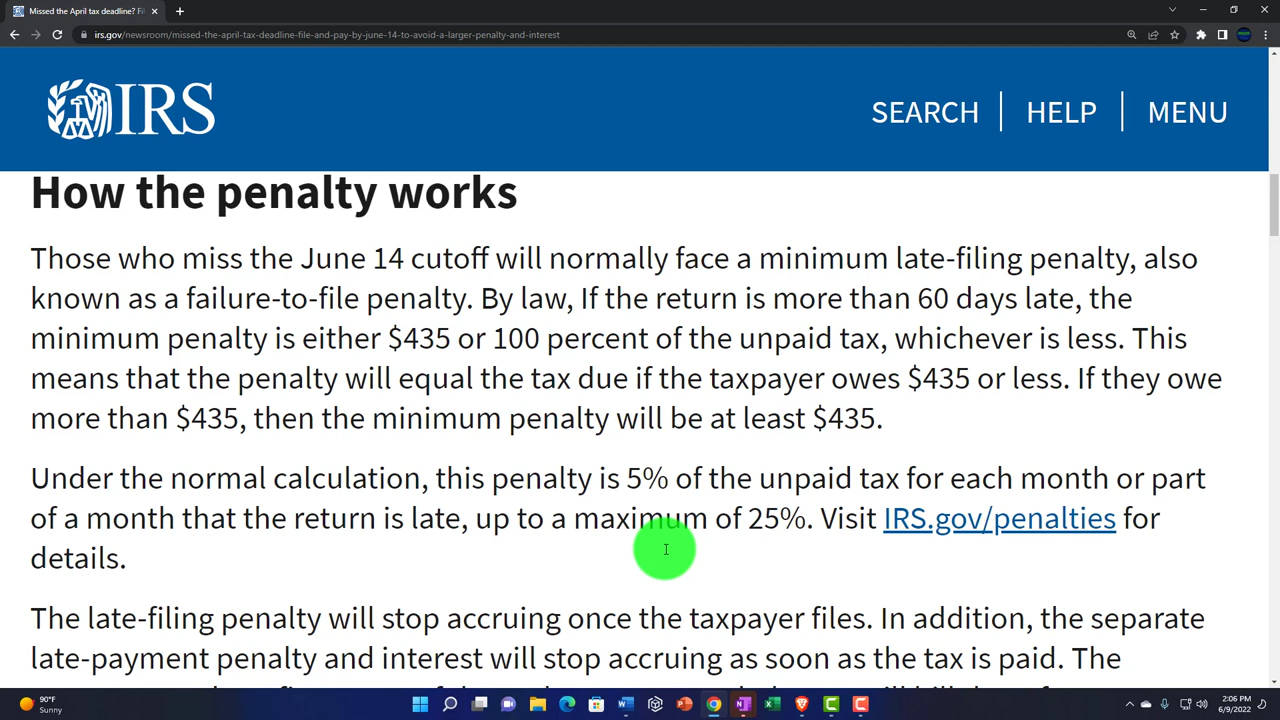 Missed the April tax deadline? Fi
irs.gov/newsroom/missed-the-april-tax-deadline-file-and-pay-by-june-14-to-avoid-a-larger-penalty-and-interest
IRS
SEARCH
HELP
MENU
How the penalty works
Those who miss the June 14 cutoff will normally face a minimum late-filing penalty, also
known as a failure-to-file penalty. By law, If the return is more than 60 days late, the
minimum penalty is either $435 or 100 percent of the unpaid tax, whichever is less. This
means that the penalty will equal the tax due if the taxpayer owes $435 or less. If they owe
more than $435, then the minimum penalty will be at least $435.
Under the normal calculation, this penalty is 5% of the unpaid tax for each month or part
of a month that the return is late, up to a maximum of 25%. Visit IRS.gov/penalties for
details.
The late-filing penalty will stop accruing once the taxpayer files. In addition, the separate
late-payment penalty and interest will stop accruing as soon as the tax is paid. The
90°F
Sunny
2:06 PM
6/9/2022